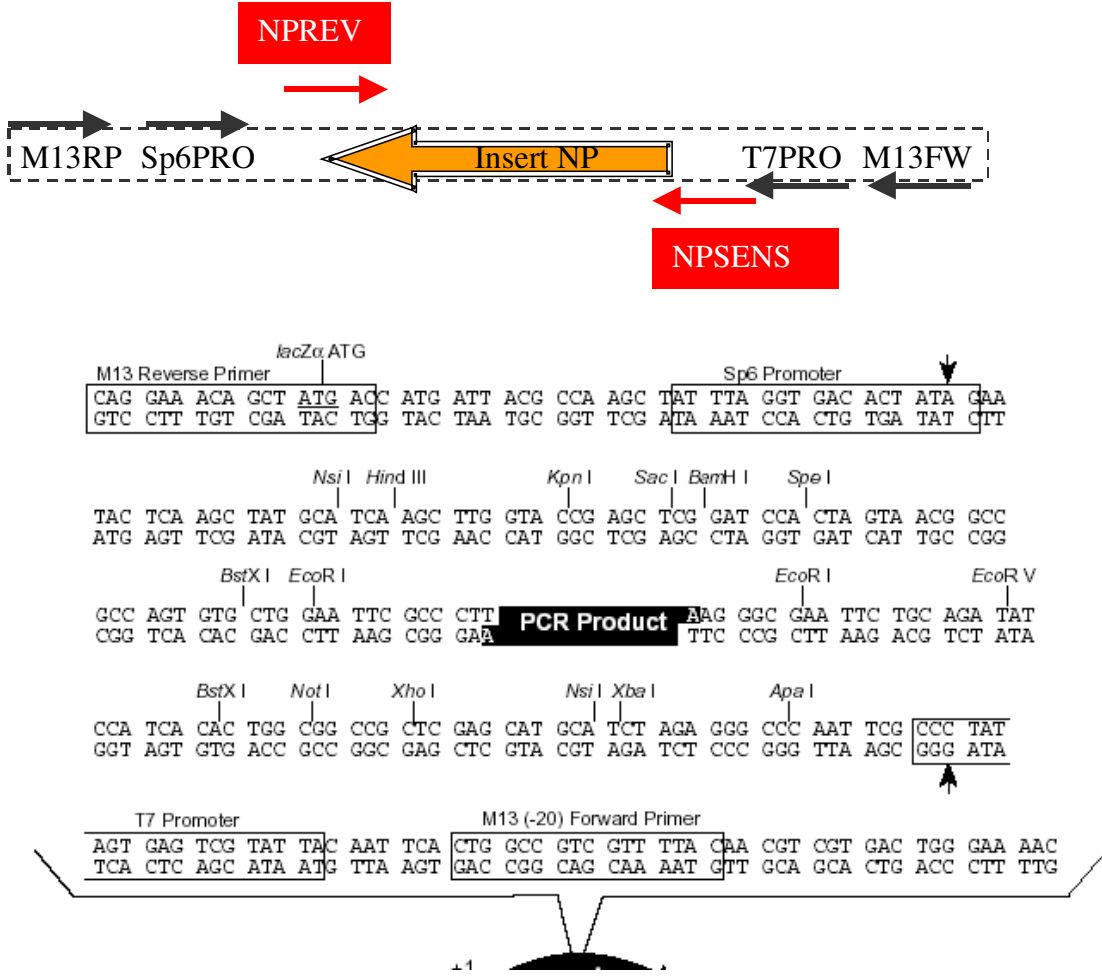 NPREV
M13RP Sp6PRO Insert NP T7PRO M13FW
NPSENS
lacZα ATG
M13 Reverse Primer Sp6 Promoter
CAG GAA ACA GCT ATG ACC ATG ATT ACG CCA AGC TAT TTA GGT GAC ACT ATA GAA
GTC CTT TGT CGA TAC TGG TAC TAA TGC GGT TCG ATA AAT CCA CTG TGA TAT CTT
Nsi I Hind III Kpn I Sac I BamH I Spe I
TAC TCA AGC TAT GCA TCA AGC TTG GTA CCG AGC TCG GAT CCA CTA GTA ACG GCC
ATG AGT TCG ATA CGT AGT TCG AAC CAT GGC TCG AGC CTA GGT GAT CAT TGC CGG
BstX I EcoR I EcoR I EcoR V
GCC AGT GTG CTG GAA TTC GCC CTT PCR Product AAG GGC GAA TTC TGC AGA TAT
CGG TCA CAC GAC CTT AAG CGG GAA TTC CCG CTT AAG ACG TCT ATA
BstX I Not I Xho I Nsi I Xba I Apa I
CCA TCA CAC TGG CGG CCG CTC GAG CAT GCA TCT AGA GGG CCC AAT TCG CCC TAT
GGT AGT GTG ACC GCC GGC GAG CTC GTA CGT AGA TCT CCC GGG TTA AGC GGG ATA
T7 Promoter M13 (-20) Forward Primer
AGT GAG TCG TAT TAC AAT TCA CTG GCC GTC GTT TTA CAA CGT CGT GAC TGG GAA AAC
TCA CTC AGC ATA ATG TTA AGT GAC CGG CAG CAA AAT GTT GCA GCA CTG ACC CTT TTG
+1